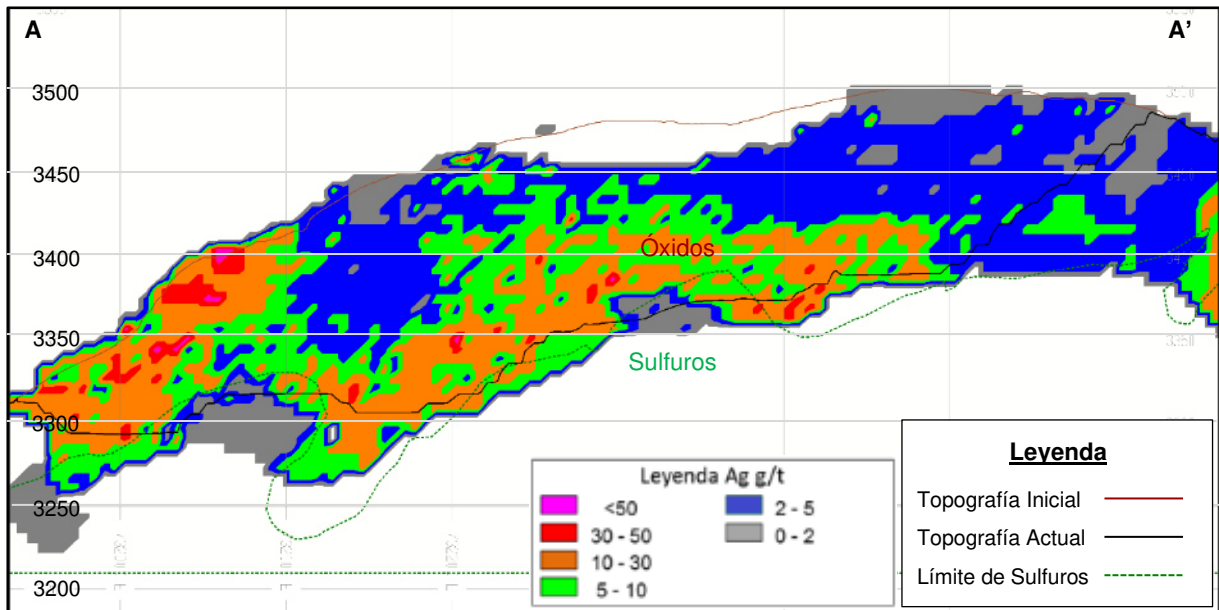 A
A’
3500
3450
3400
3350
3300
3250
3200
Óxidos
Sulfuros
Leyenda Ag g/t
<50
30 - 50
10 - 30
5 - 10
2 - 5
0 - 2
Leyenda
Topografía Inicial
Topografía Actual
Límite de Sulfuros